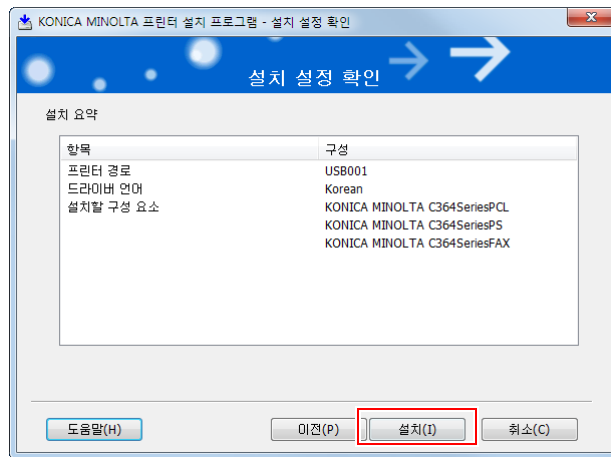 KONICA MINOLTA 프린터 설치 프로그램 - 설치 설정 확인
설치 설정 확인
설치 요약
항목 구성
프린터 경로 USB001
드라이버 언어 Korean
설치할 구성 요소 KONICA MINOLTA C364SeriesPCL
KONICA MINOLTA C364SeriesPS
KONICA MINOLTA C364SeriesFAX
도움말(H) 이전(P) 설치(I) 취소(C)